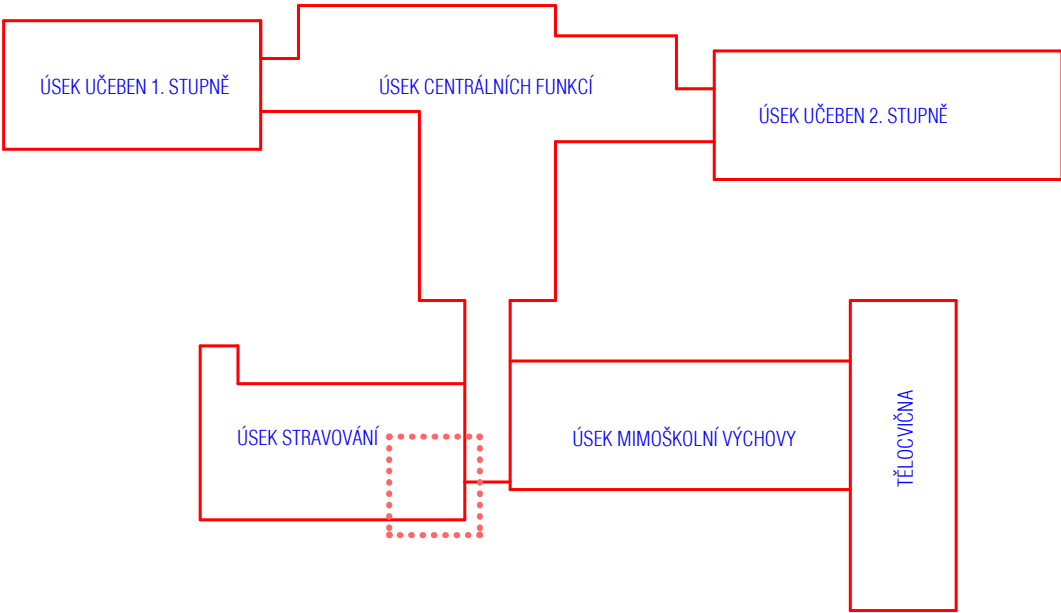 ÚSEK UČEBEN 1. STUPNĚ
ÚSEK CENTRÁLNÍCH FUNKCÍ
ÚSEK UČEBEN 2. STUPNĚ
ÚSEK STRAVOVÁNÍ
ÚSEK MIMOŠKOLNÍ VÝCHOVY
TĚLOCVIČNA